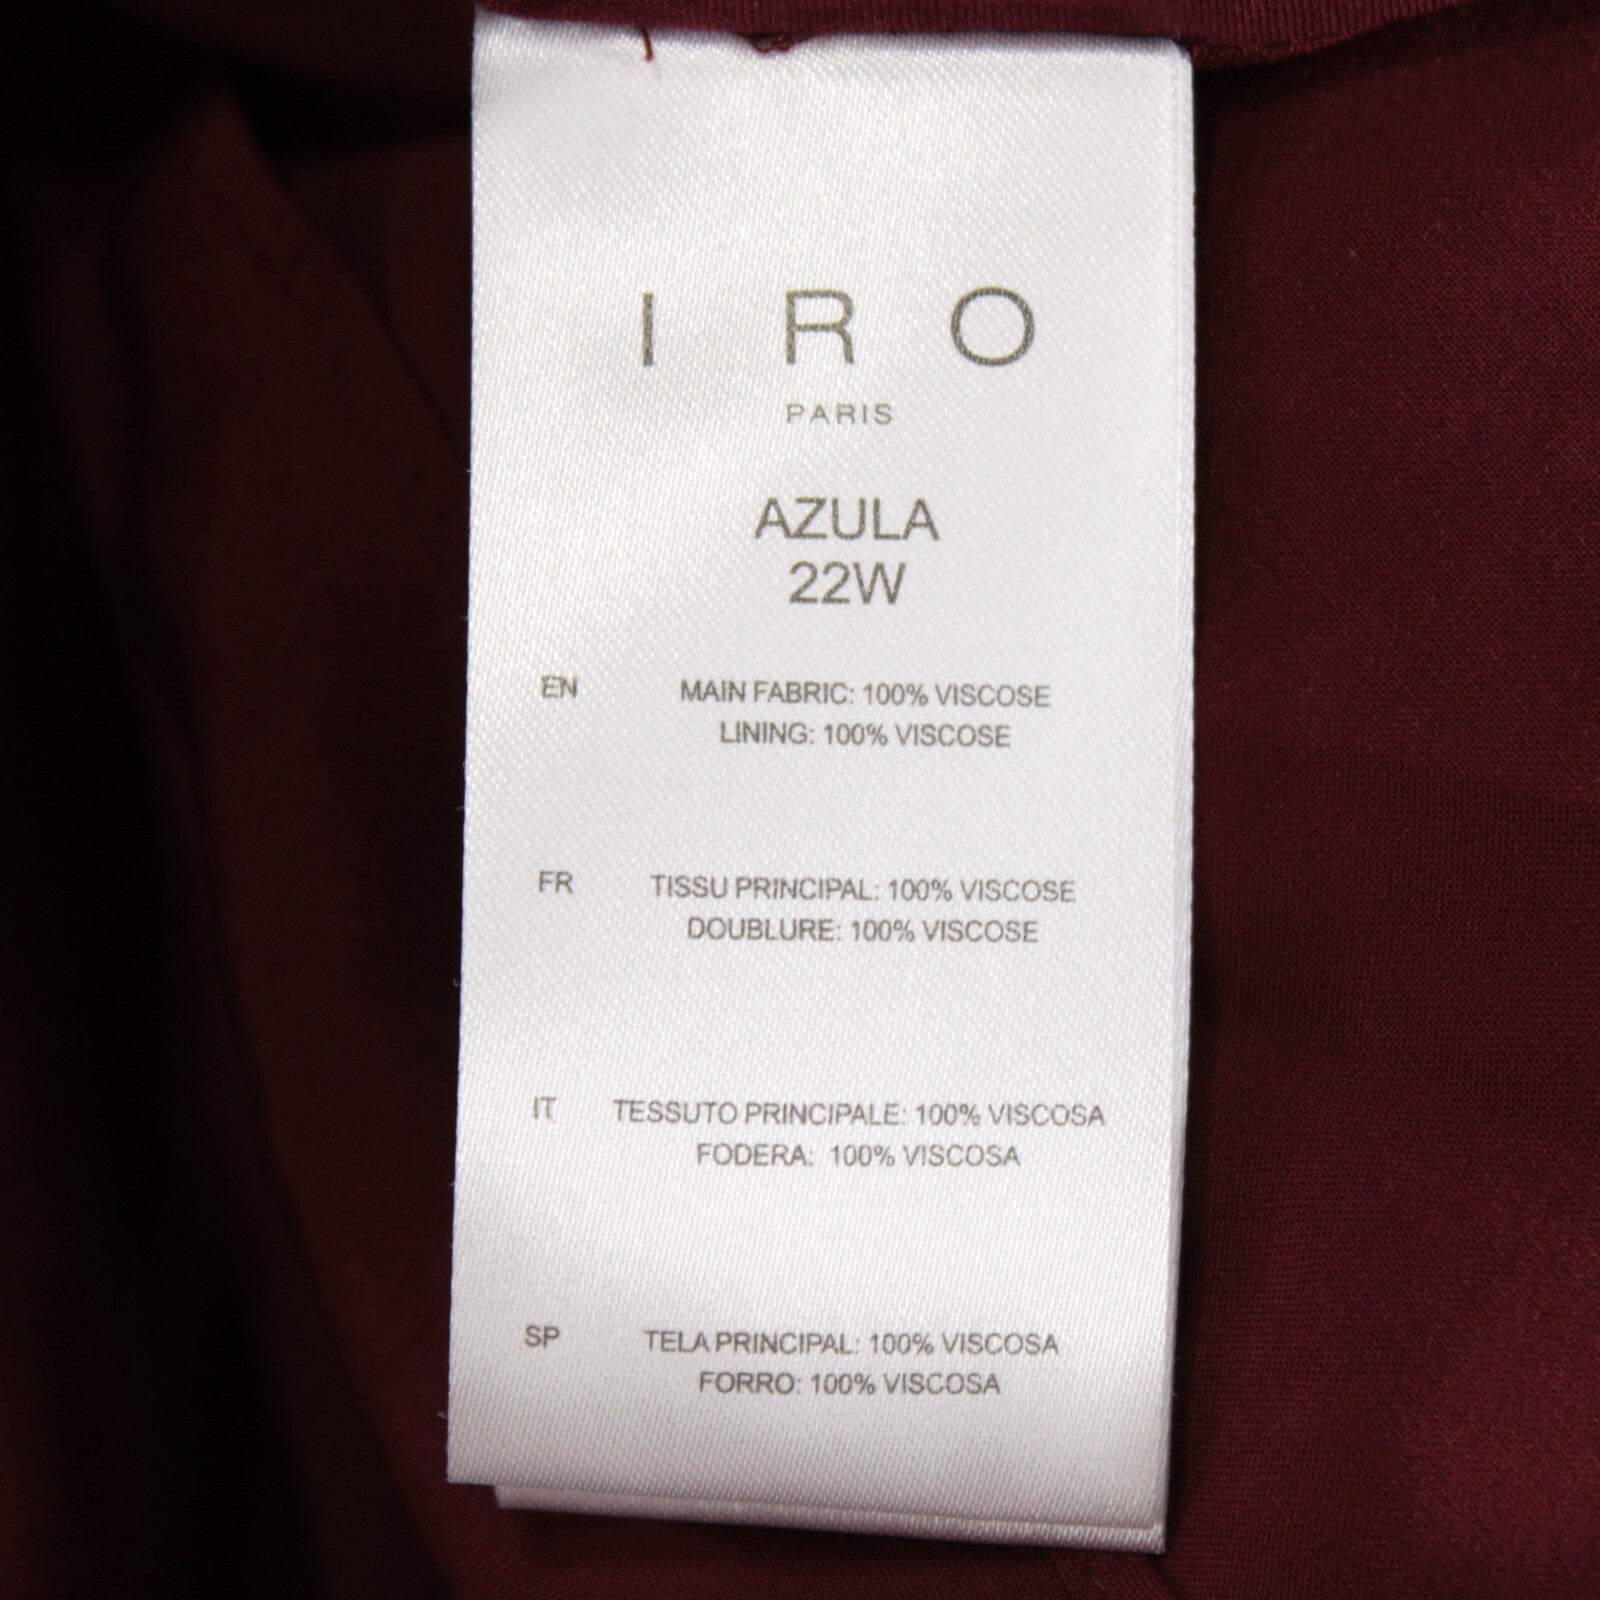 I R O
PARIS
AZULA
22W
EN MAIN FABRIC: 100% VISCOSE
LINING: 100% VISCOSE
FR TISSU PRINCIPAL: 100% VISCOSE
DOUBLURE: 100% VISCOSE
IT TESSUTO PRINCIPALE: 100% VISCOSA
FODERA: 100% VISCOSA
SP TELA PRINCIPAL: 100% VISCOSA
FORRO: 100% VISCOSA